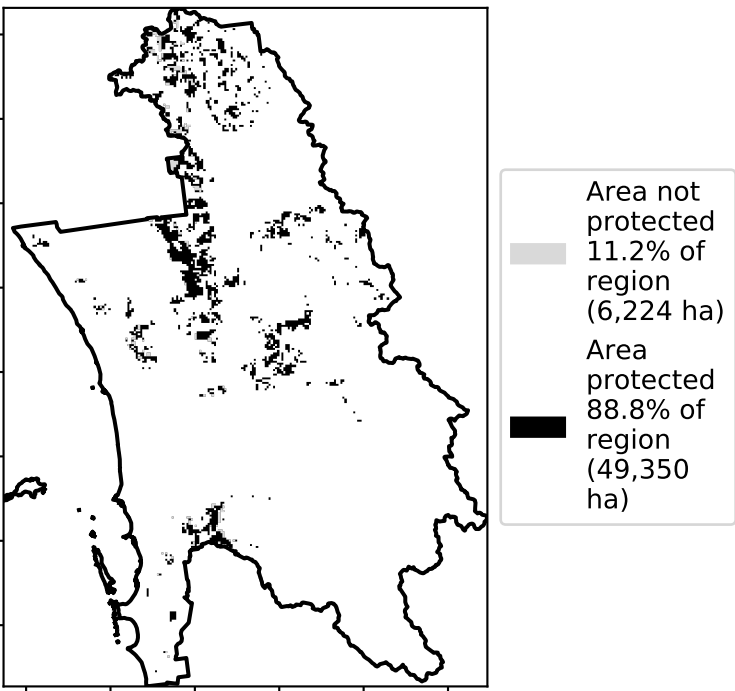 Area not
protected
11.2% of
region
(6,224 ha)
Area
protected
88.8% of
region
(49,350
ha)